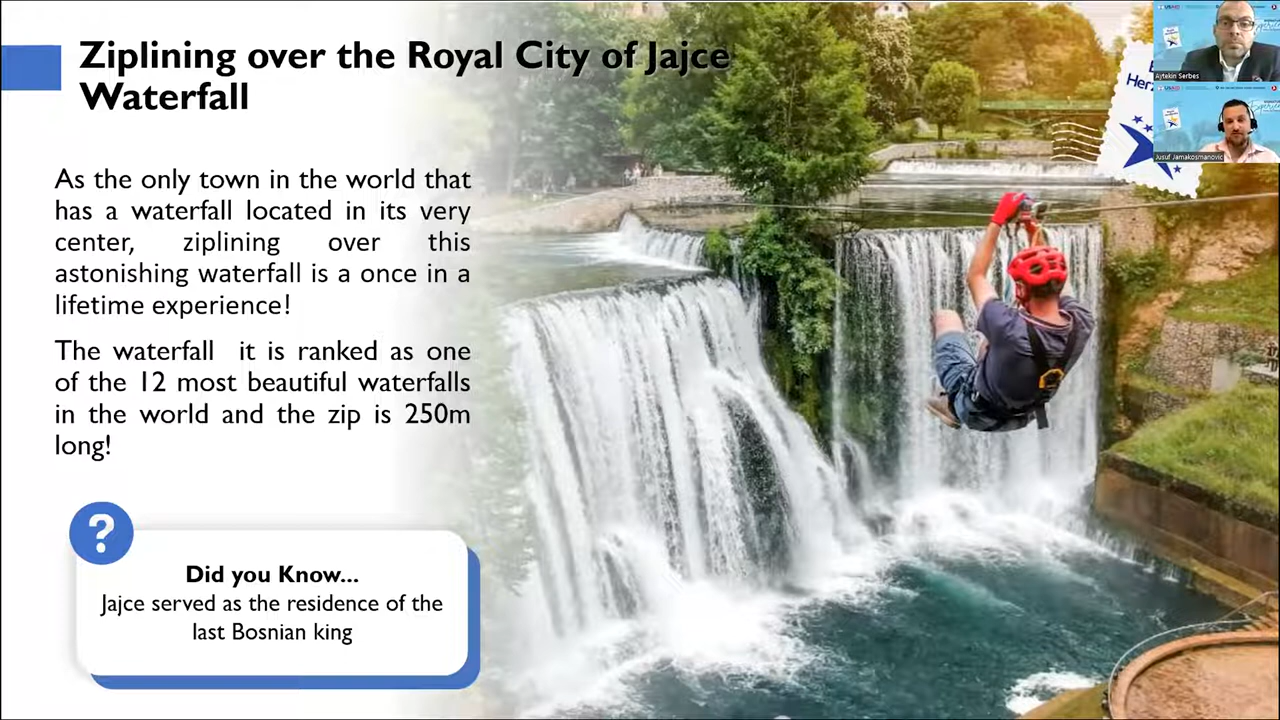 Ziplining over the Royal City of Jajce
Waterfall
As the only town in the world that
has a waterfall located in its very
center, ziplining over this
astonishing waterfall is a once in a
lifetime experience!
The waterfall it is ranked as one
of the 12 most beautiful waterfalls
in the world and the zip is 250m
long!
?
Did you Know...
Jajce served as the residence of the
last Bosnian king
Aytekin Serbes
Jusuf Jamakosmanovic
USAID
USAID